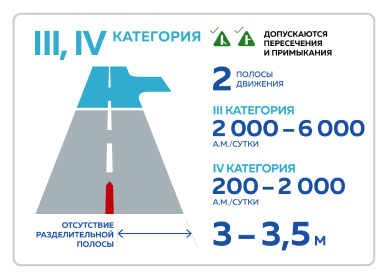 III, IV КАТЕГОРИЯ
ДОПУСКАЮТСЯ
ПЕРЕСЕЧЕНИЯ
И ПРИМЫКАНИЯ
2 ПОЛОСЫ
ДВИЖЕНИЯ
III КАТЕГОРИЯ
2 000 – 6 000
А.М./СУТКИ
IV КАТЕГОРИЯ
200 – 2 000
А.М./СУТКИ
ОТСУТСТВИЕ
РАЗДЕЛИТЕЛЬНОЙ
ПОЛОСЫ
3 – 3,5 М